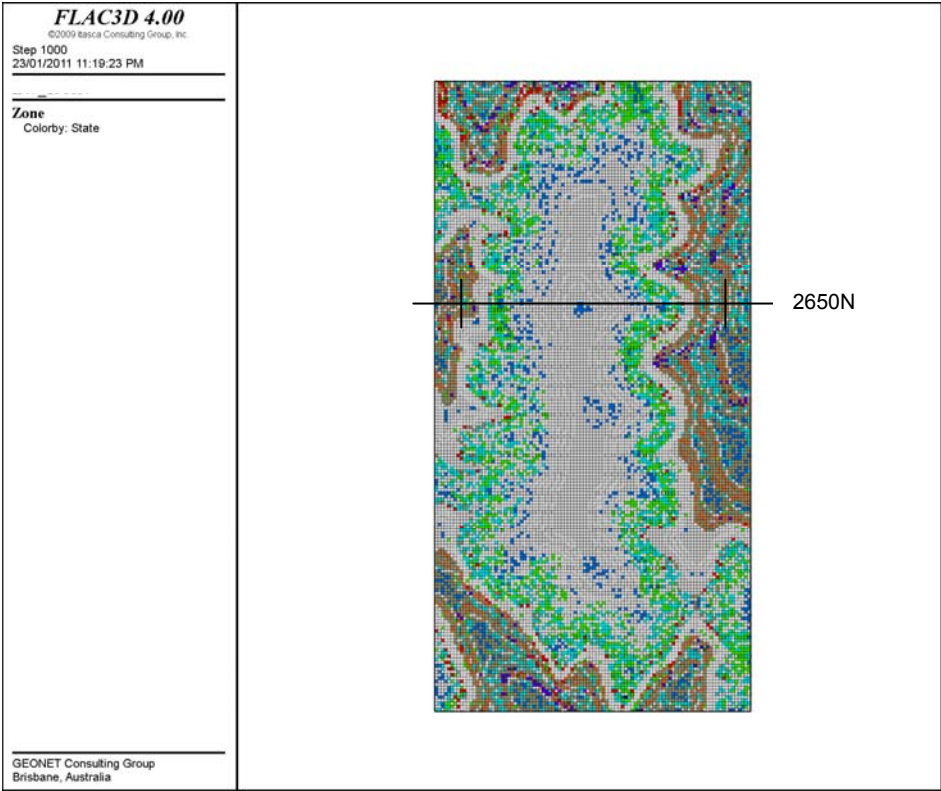 FLAC3D 4.00
©2009 Itasca Consulting Group, Inc.
Step 1000
23/01/2011 11:19:23 PM
Zone
Colorby: State
2650N
GEONET Consulting Group
Brisbane, Australia